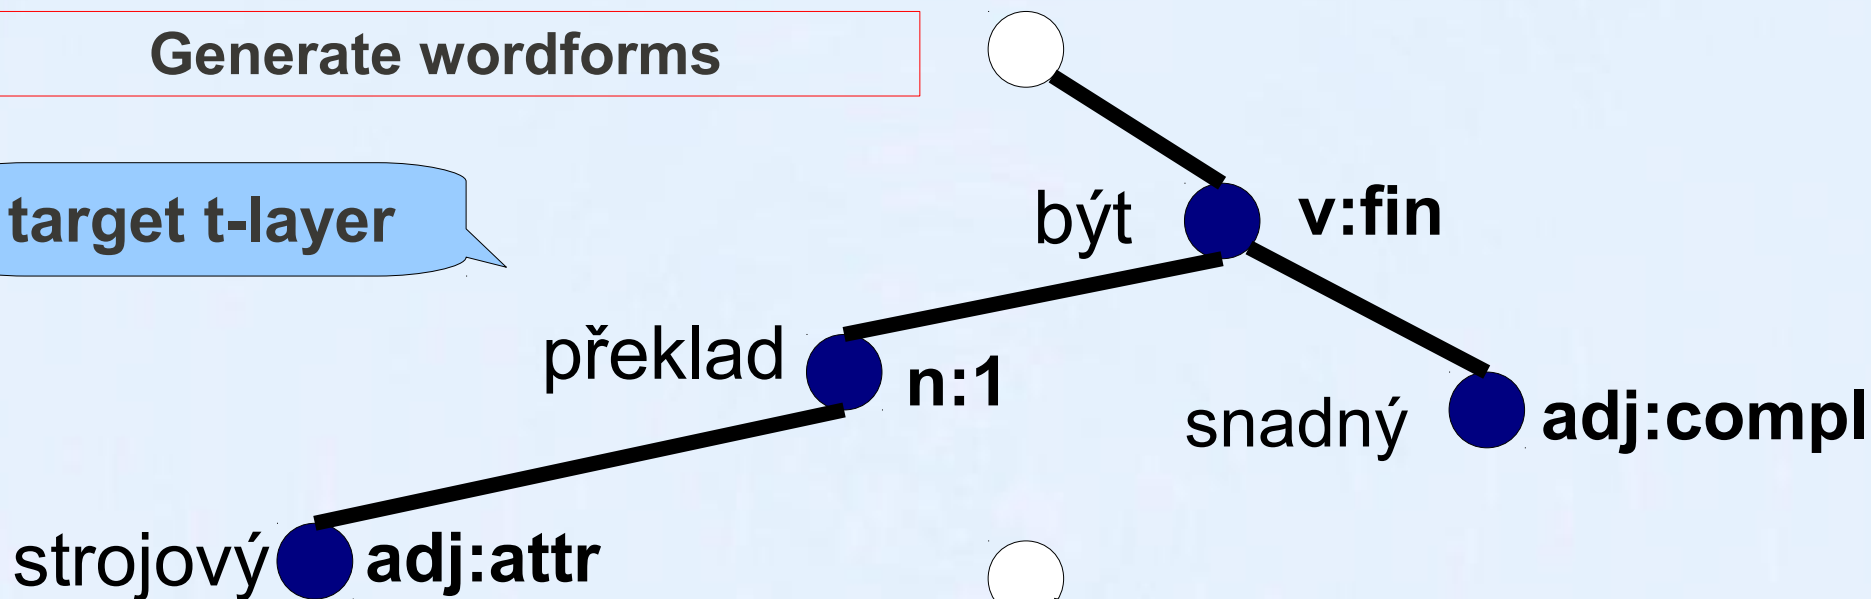 Generate wordforms
target t-layer
být v:fin
překlad n:1
snadný adj:compl
strojový adj:attr